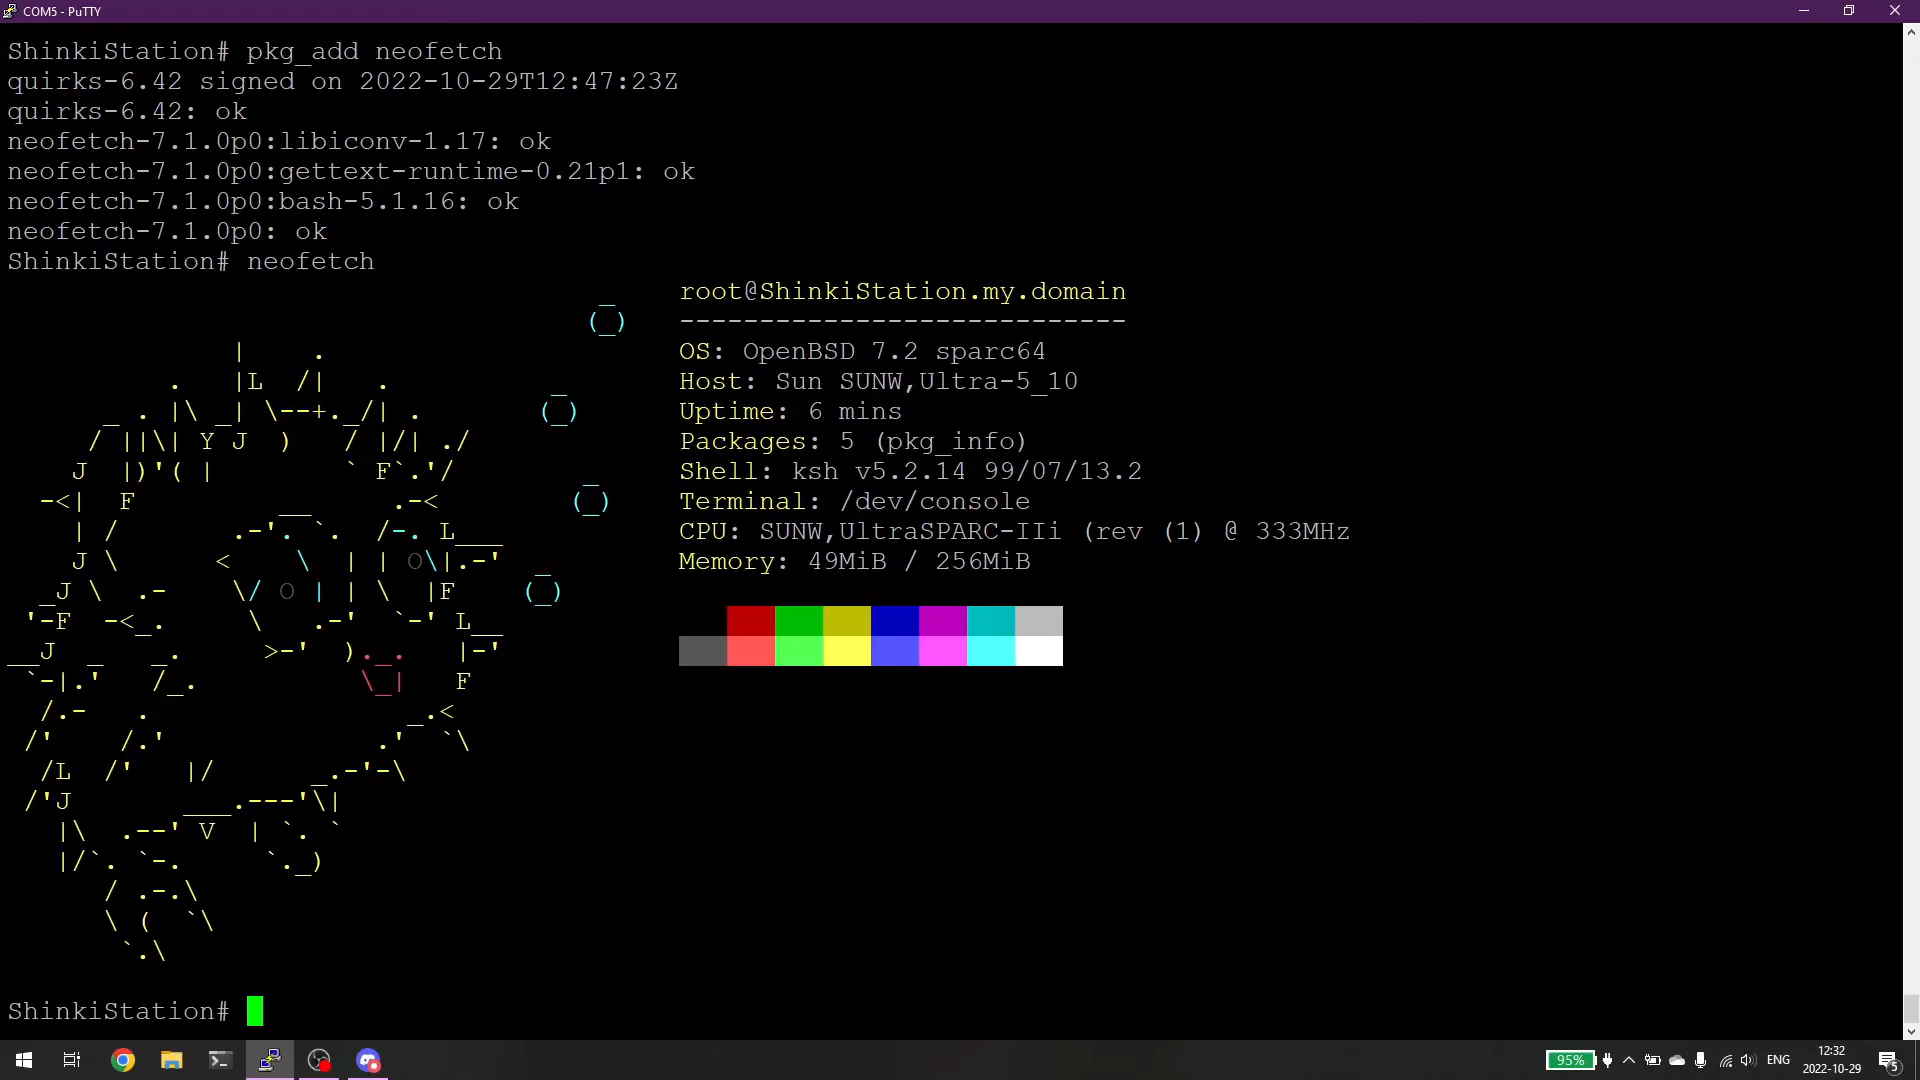 COM5 - PuTTY
ShinkiStation# pkg_add neofetch
quirks-6.42 signed on 2022-10-29T12:47:23Z
quirks-6.42: ok
neofetch-7.1.0p0:libiconv-1.17: ok
neofetch-7.1.0p0:gettext-runtime-0.21p1: ok
neofetch-7.1.0p0:bash-5.1.16: ok
neofetch-7.1.0p0: ok
ShinkiStation# neofetch
root@ShinkiStation.my.domain
----------------------------
OS: OpenBSD 7.2 sparc64
Host: Sun SUNW,Ultra-5_10
Uptime: 6 mins
Packages: 5 (pkg_info)
Shell: ksh v5.2.14 99/07/13.2
Terminal: /dev/console
CPU: SUNW,UltraSPARC-IIi (rev (1) @ 333MHz
Memory: 49MiB / 256MiB
ShinkiStation#
95%
ENG
12:32
2022-10-29
5